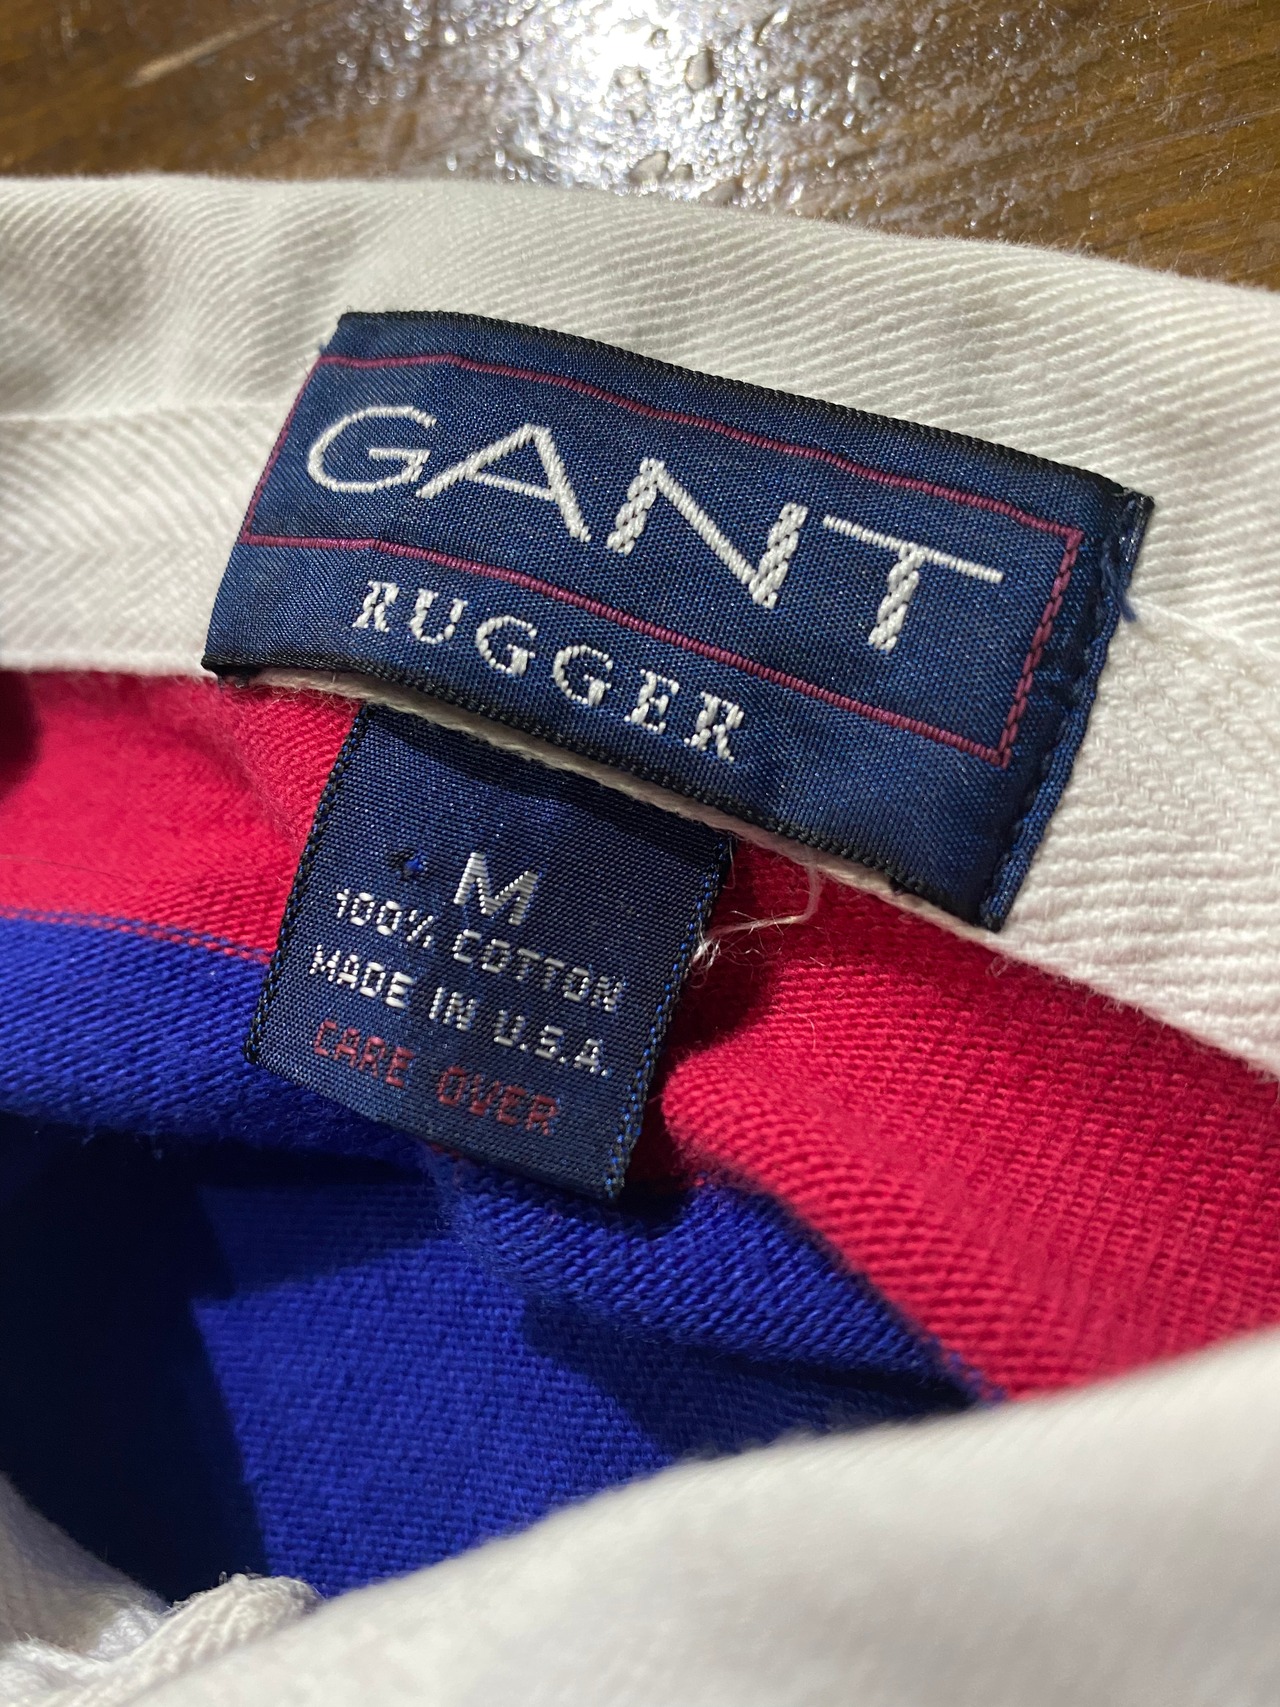 GANT
RUGGER
M
100% COTTON
MADE IN U.S.A.
CARE OVER